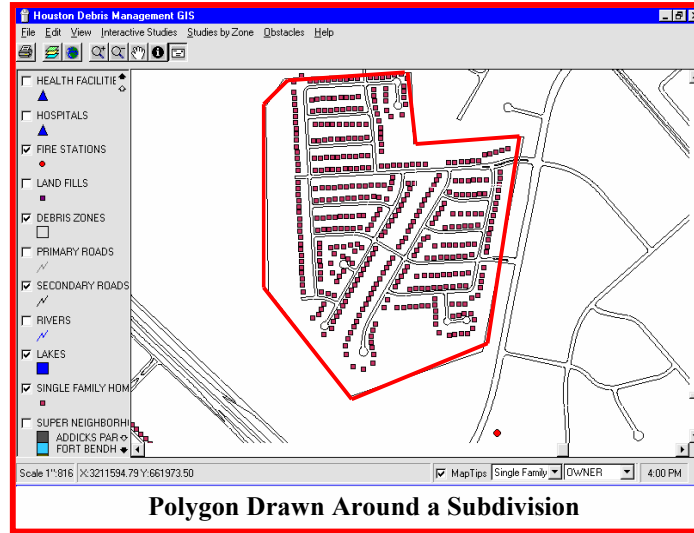 Houston Debris Management GIS
File Edit View Interactive Studies Studies by Zone Obstacles Help
HEALTH FACILITIE
HOSPITALS
FIRE STATIONS
LAND FILLS
DEBRIS ZONES
PRIMARY ROADS
SECONDARY ROADS
RIVERS
LAKES
SINGLE FAMILY HOM
SUPER NEIGHBORHI
ADDICKS PAR
FORT BENDH
Scale 1":816 X:3211594.79 Y:661973.50 MapTips Single Family OWNER 4:00 PM
Polygon Drawn Around a Subdivision